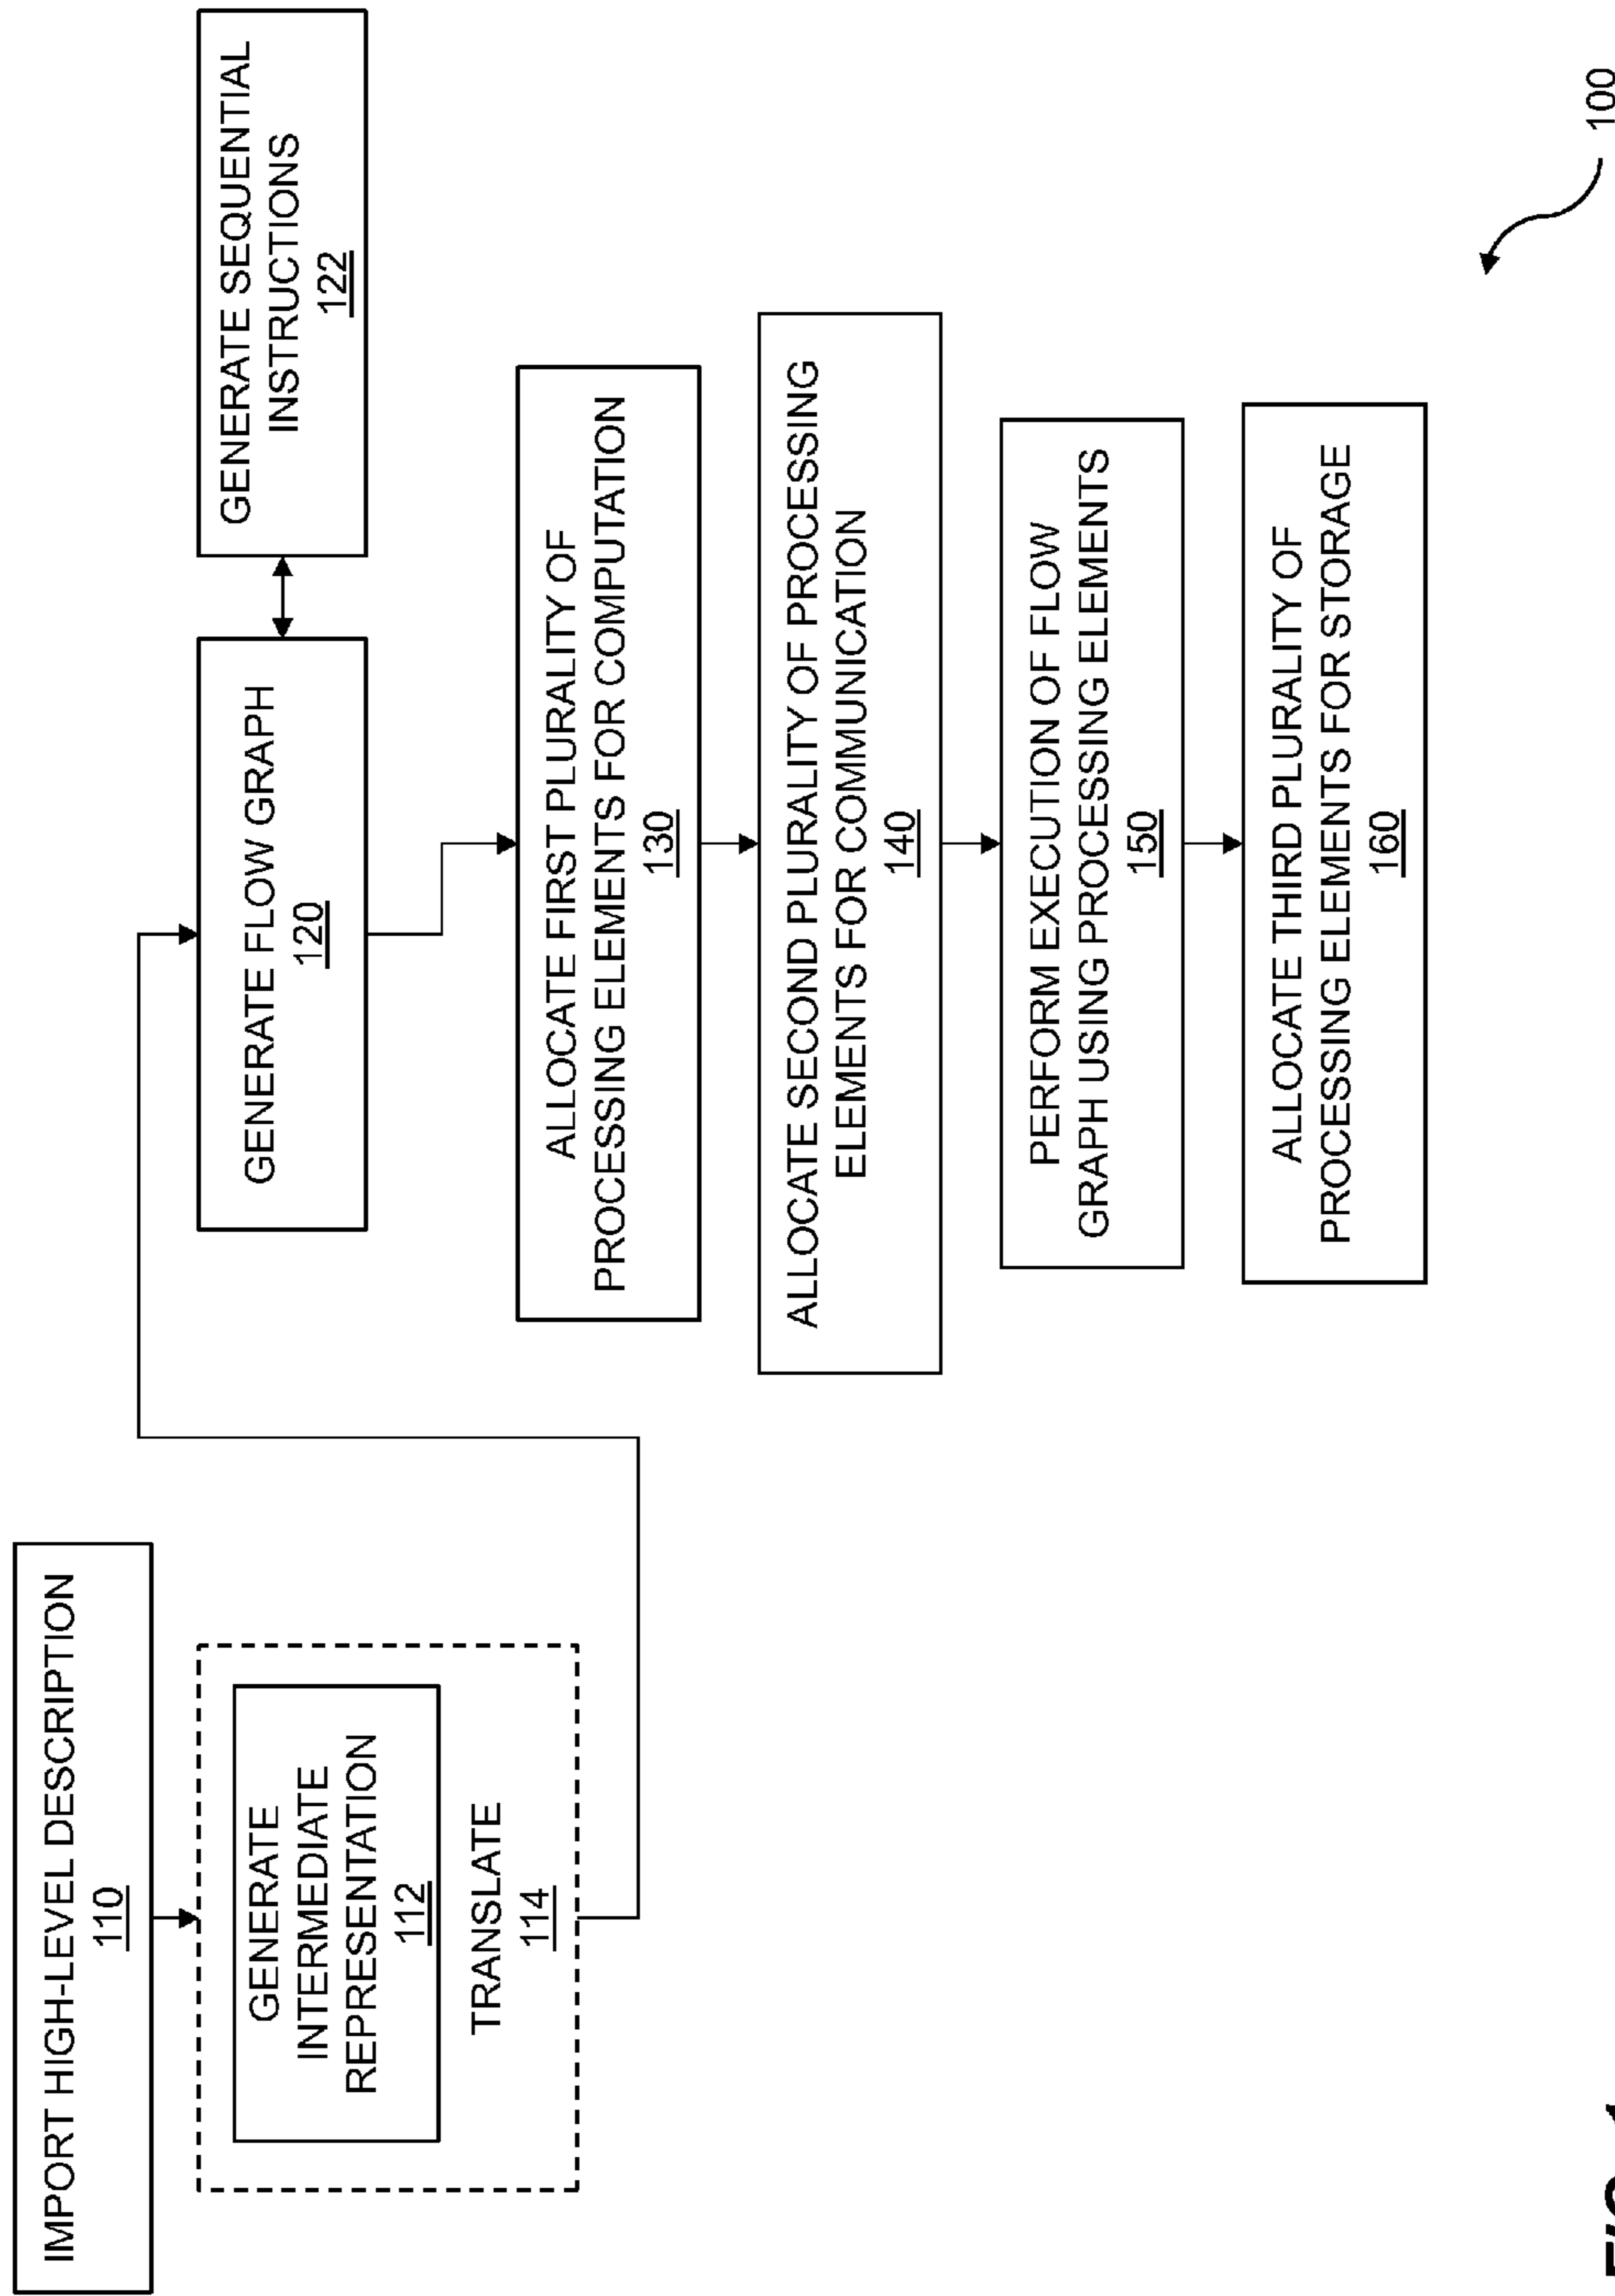 IMPORT HIGH-LEVEL DESCRIPTION
110
GENERATE
INTERMEDIATE
REPRESENTATION
112
TRANSLATE
114
GENERATE FLOW GRAPH
120
GENERATE SEQUENTIAL
INSTRUCTIONS
122
ALLOCATE FIRST PLURALITY OF
PROCESSING ELEMENTS FOR COMPUTATION
130
ALLOCATE SECOND PLURALITY OF PROCESSING
ELEMENTS FOR COMMUNICATION
140
PERFORM EXECUTION OF FLOW
GRAPH USING PROCESSING ELEMENTS
150
ALLOCATE THIRD PLURALITY OF
PROCESSING ELEMENTS FOR STORAGE
160
100